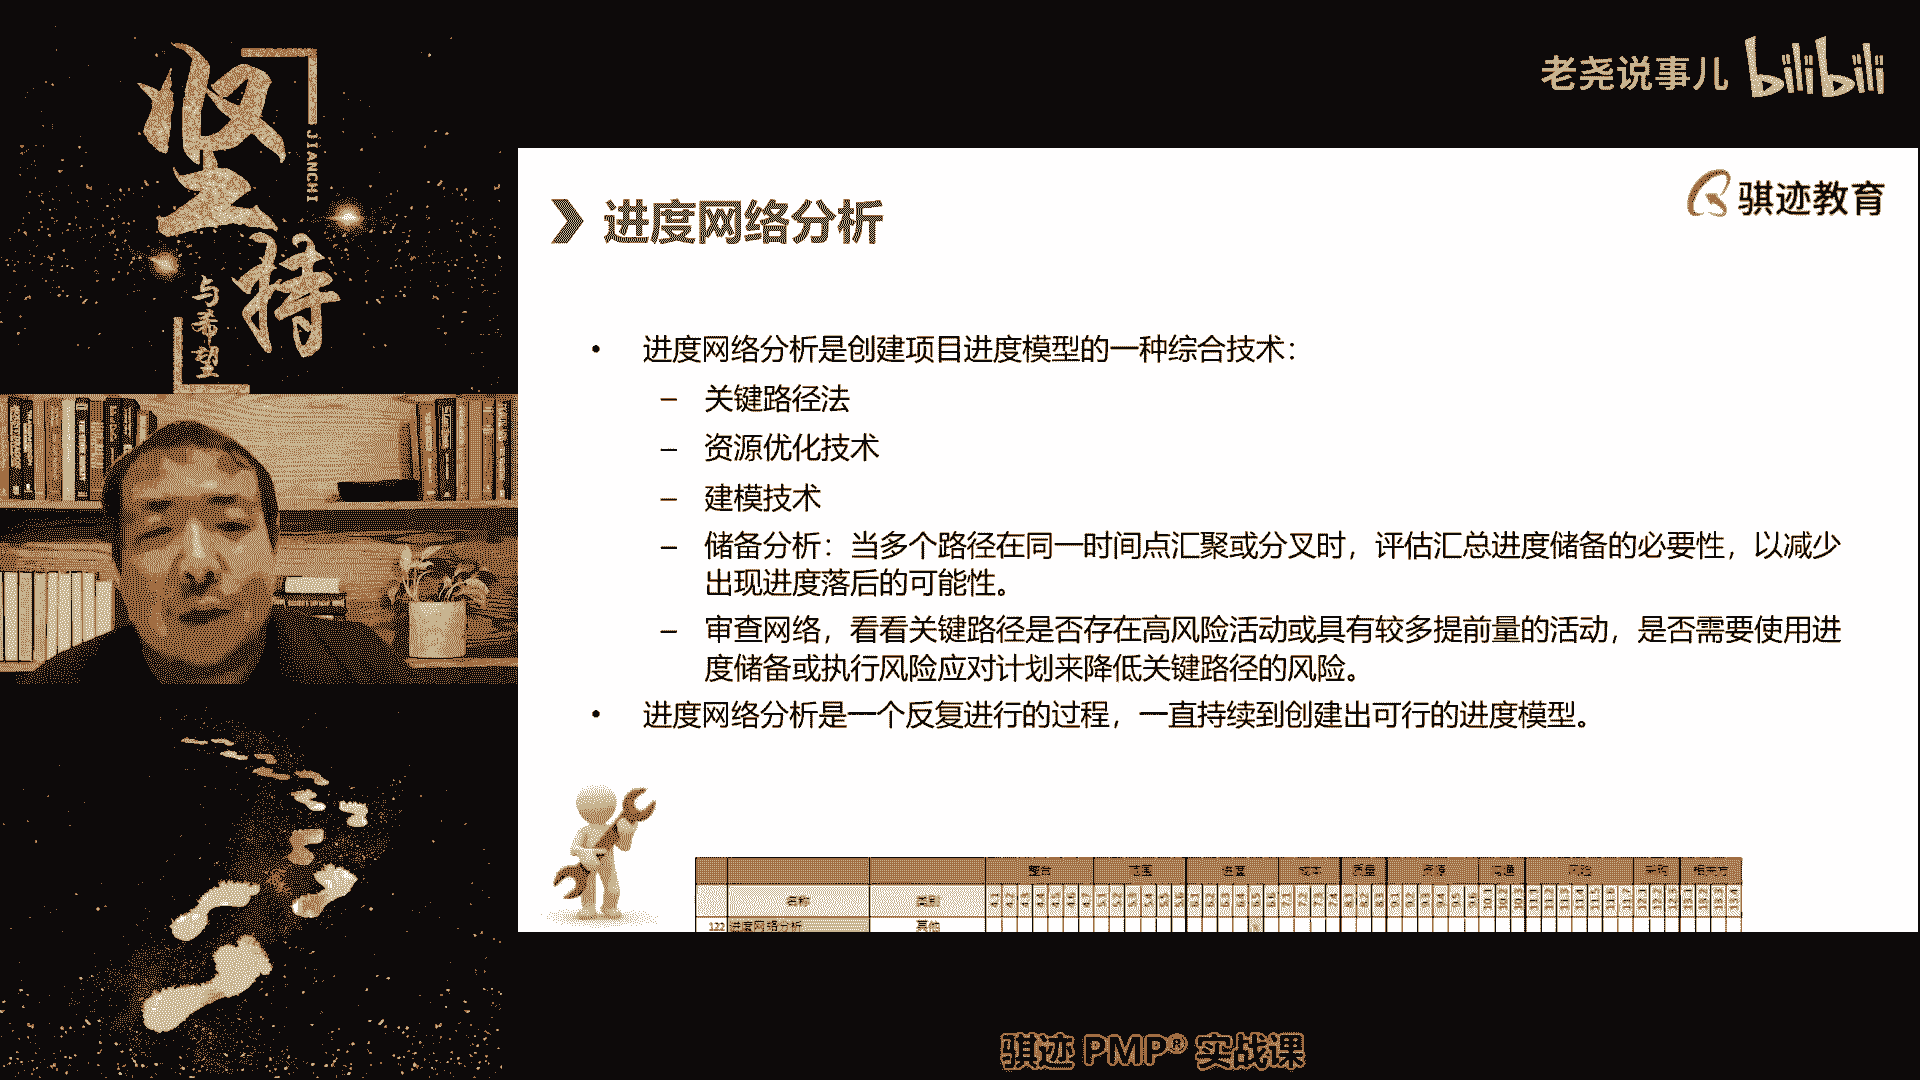 坚持
JIANCHI
与希望
老尧说事儿 bilibili
骐迹教育
进度网络分析
• 进度网络分析是创建项目进度模型的一种综合技术：
– 关键路径法
– 资源优化技术
– 建模技术
– 储备分析：当多个路径在同一时间点汇聚或分叉时，评估汇总进度储备的必要性，以减少
出现进度落后的可能性。
– 审查网络，看看关键路径是否存在高风险活动或具有较多提前量的活动，是否需要使用进
度储备或执行风险应对计划来降低关键路径的风险。
• 进度网络分析是一个反复进行的过程，一直持续到创建出可行的进度模型。
整合 范围 进度 成本 质量 资源 沟通 风险 采购 相关方
名称 类别
122 进度网络分析 其他
骐迹 PMP® 实战课